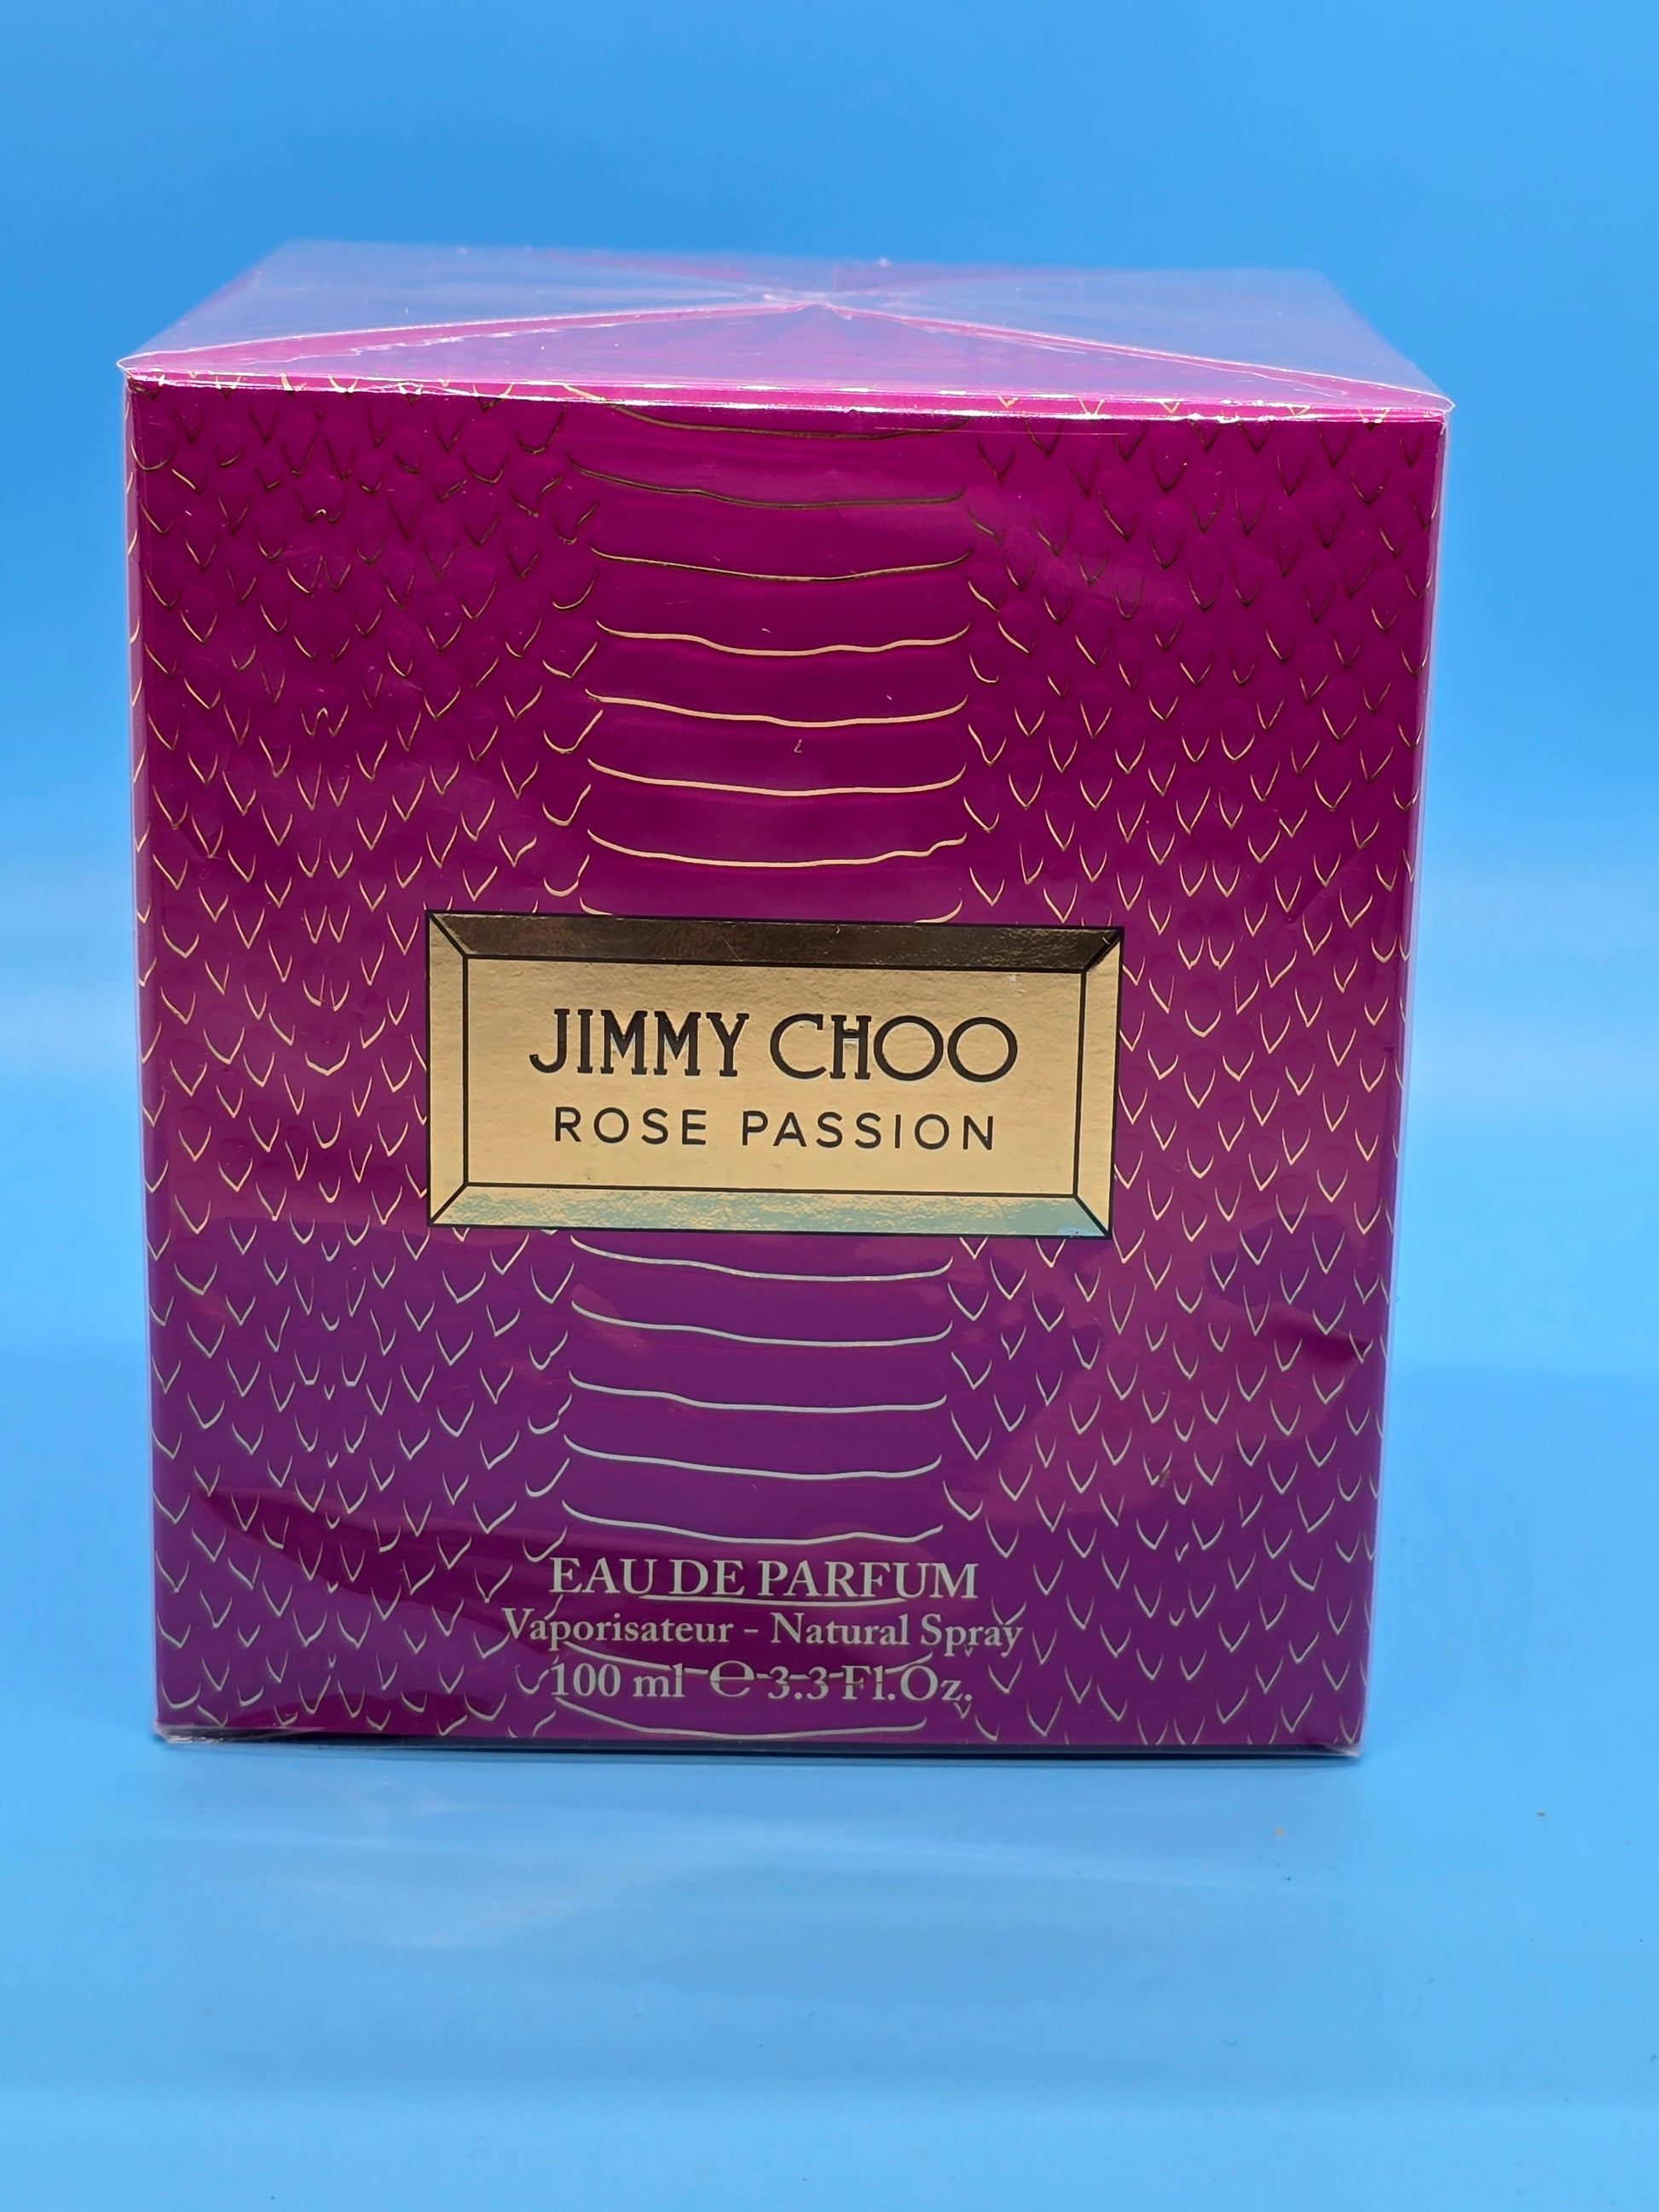 JIMMY CHOO
ROSE PASSION
EAU DE PARFUM
Vaporisateur - Natural Spray
100 ml ℮ 3.3 Fl.Oz.